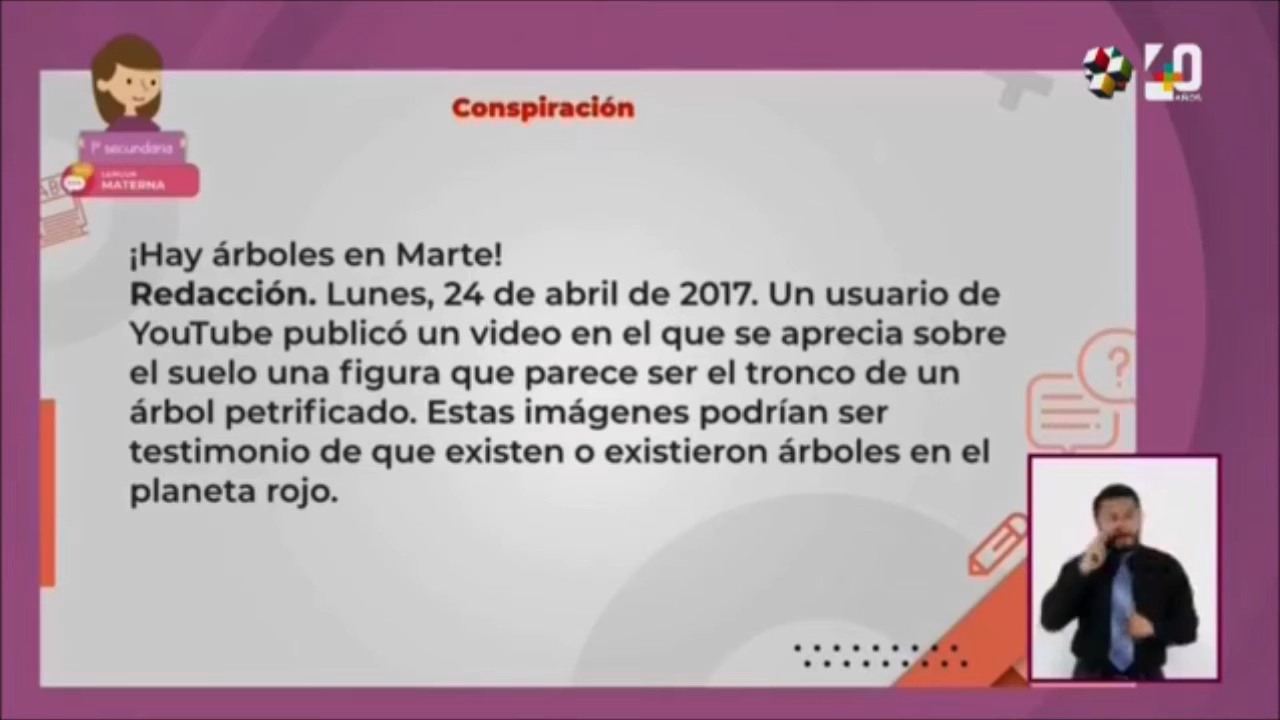 Conspiración
1° secundaria
LENGUA
MATERNA
¡Hay árboles en Marte!
Redacción. Lunes, 24 de abril de 2017. Un usuario de
YouTube publicó un video en el que se aprecia sobre
el suelo una figura que parece ser el tronco de un
árbol petrificado. Estas imágenes podrían ser
testimonio de que existen o existieron árboles en el
planeta rojo.
40
AÑOS
ABC
?